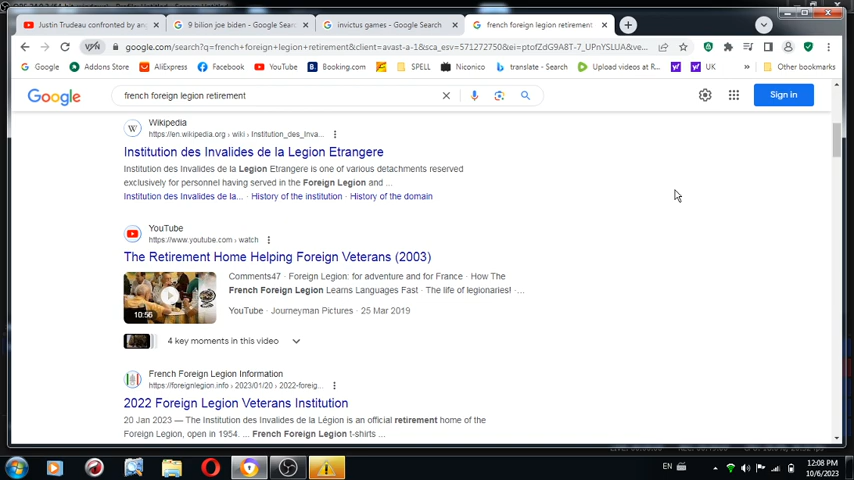 Justin Trudeau confronted by an
9 bilion joe biden - Google Sear
invictus games - Google Search
french foreign legion retirement
VPN
google.com/search?q=french+foreign+legion+retirement&client=avast-a-1&sca_esv=571272750&ei=ptofZdG9A8T-7_UPnYSLUA&ve...
Google
Addons Store
AliExpress
Facebook
YouTube
Booking.com
SPELL
Niconico
translate - Search
Upload videos at R...
UK
Other bookmarks
Google
french foreign legion retirement
Sign in
Wikipedia
https://en.wikipedia.org › wiki › Institution_des_Inva...
Institution des Invalides de la Legion Etrangere
Institution des Invalides de la Legion Etrangere is one of various detachments reserved
exclusively for personnel having served in the Foreign Legion and ...
Institution des Invalides de la... · History of the institution · History of the domain
YouTube
https://www.youtube.com › watch
The Retirement Home Helping Foreign Veterans (2003)
10:56
Comments47 · Foreign Legion: for adventure and for France · How The
French Foreign Legion Learns Languages Fast · The life of legionaries! ·...
YouTube · Journeyman Pictures · 25 Mar 2019
4 key moments in this video
French Foreign Legion Information
https://foreignlegion.info › 2023/01/20 › 2022-foreig...
2022 Foreign Legion Veterans Institution
20 Jan 2023 — The Institution des Invalides de la Légion is an official retirement home of the
Foreign Legion, open in 1954. ... French Foreign Legion t-shirts ...
EN
12:08 PM
10/6/2023